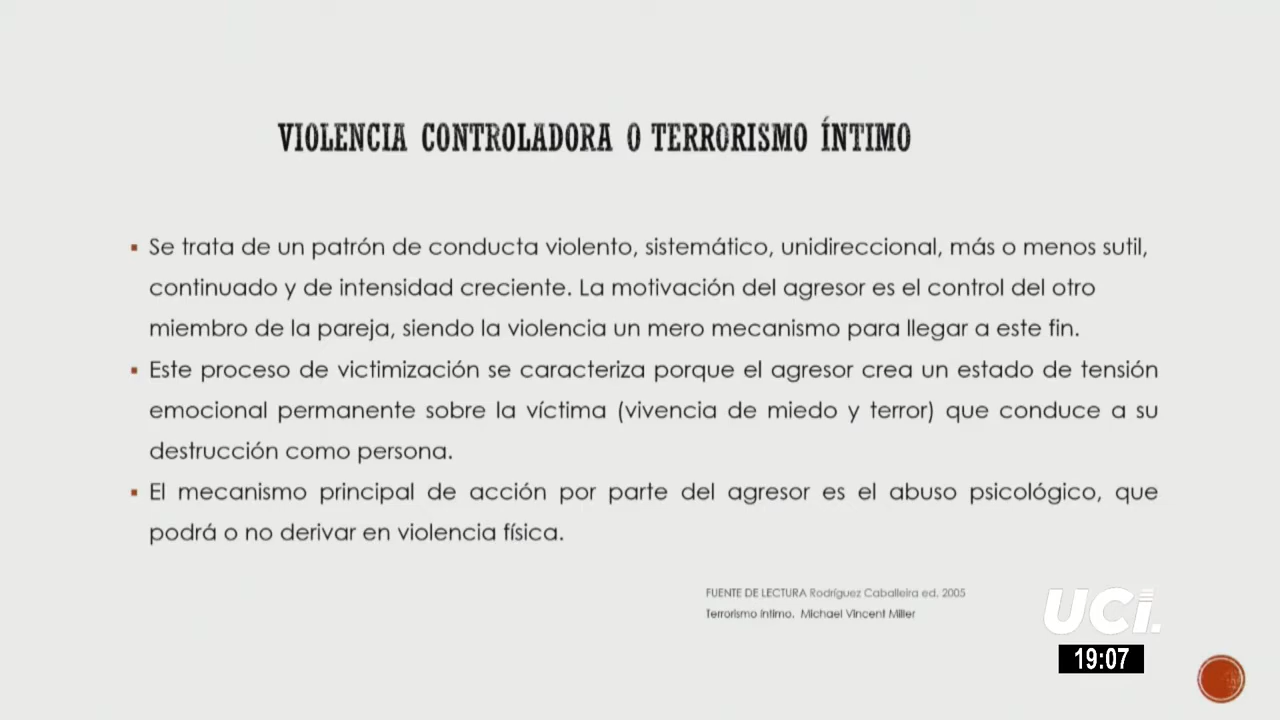 VIOLENCIA CONTROLADORA O TERRORISMO ÍNTIMO
▪ Se trata de un patrón de conducta violento, sistemático, unidireccional, más o menos sutil,
continuado y de intensidad creciente. La motivación del agresor es el control del otro
miembro de la pareja, siendo la violencia un mero mecanismo para llegar a este fin.
▪ Este proceso de victimización se caracteriza porque el agresor crea un estado de tensión
emocional permanente sobre la víctima (vivencia de miedo y terror) que conduce a su
destrucción como persona.
▪ El mecanismo principal de acción por parte del agresor es el abuso psicológico, que
podrá o no derivar en violencia física.
FUENTE DE LECTURA Rodríguez Caballeira ed. 2005
Terrorismo íntimo. Michael Vincent Miller
UCi.
19:07